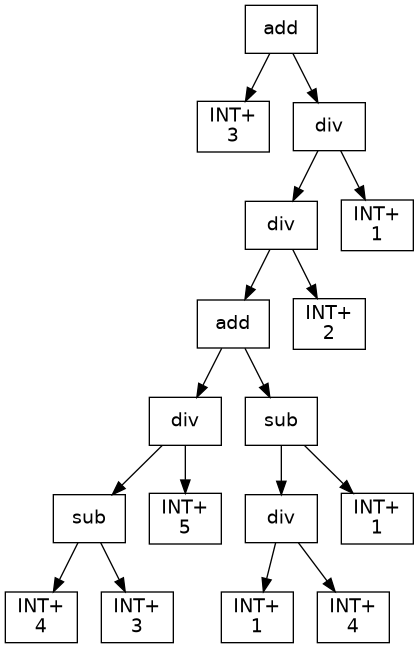 add
INT+
3
div
div
INT+
1
add
INT+
2
div
sub
sub
INT+
5
div
INT+
1
INT+
4
INT+
3
INT+
1
INT+
4